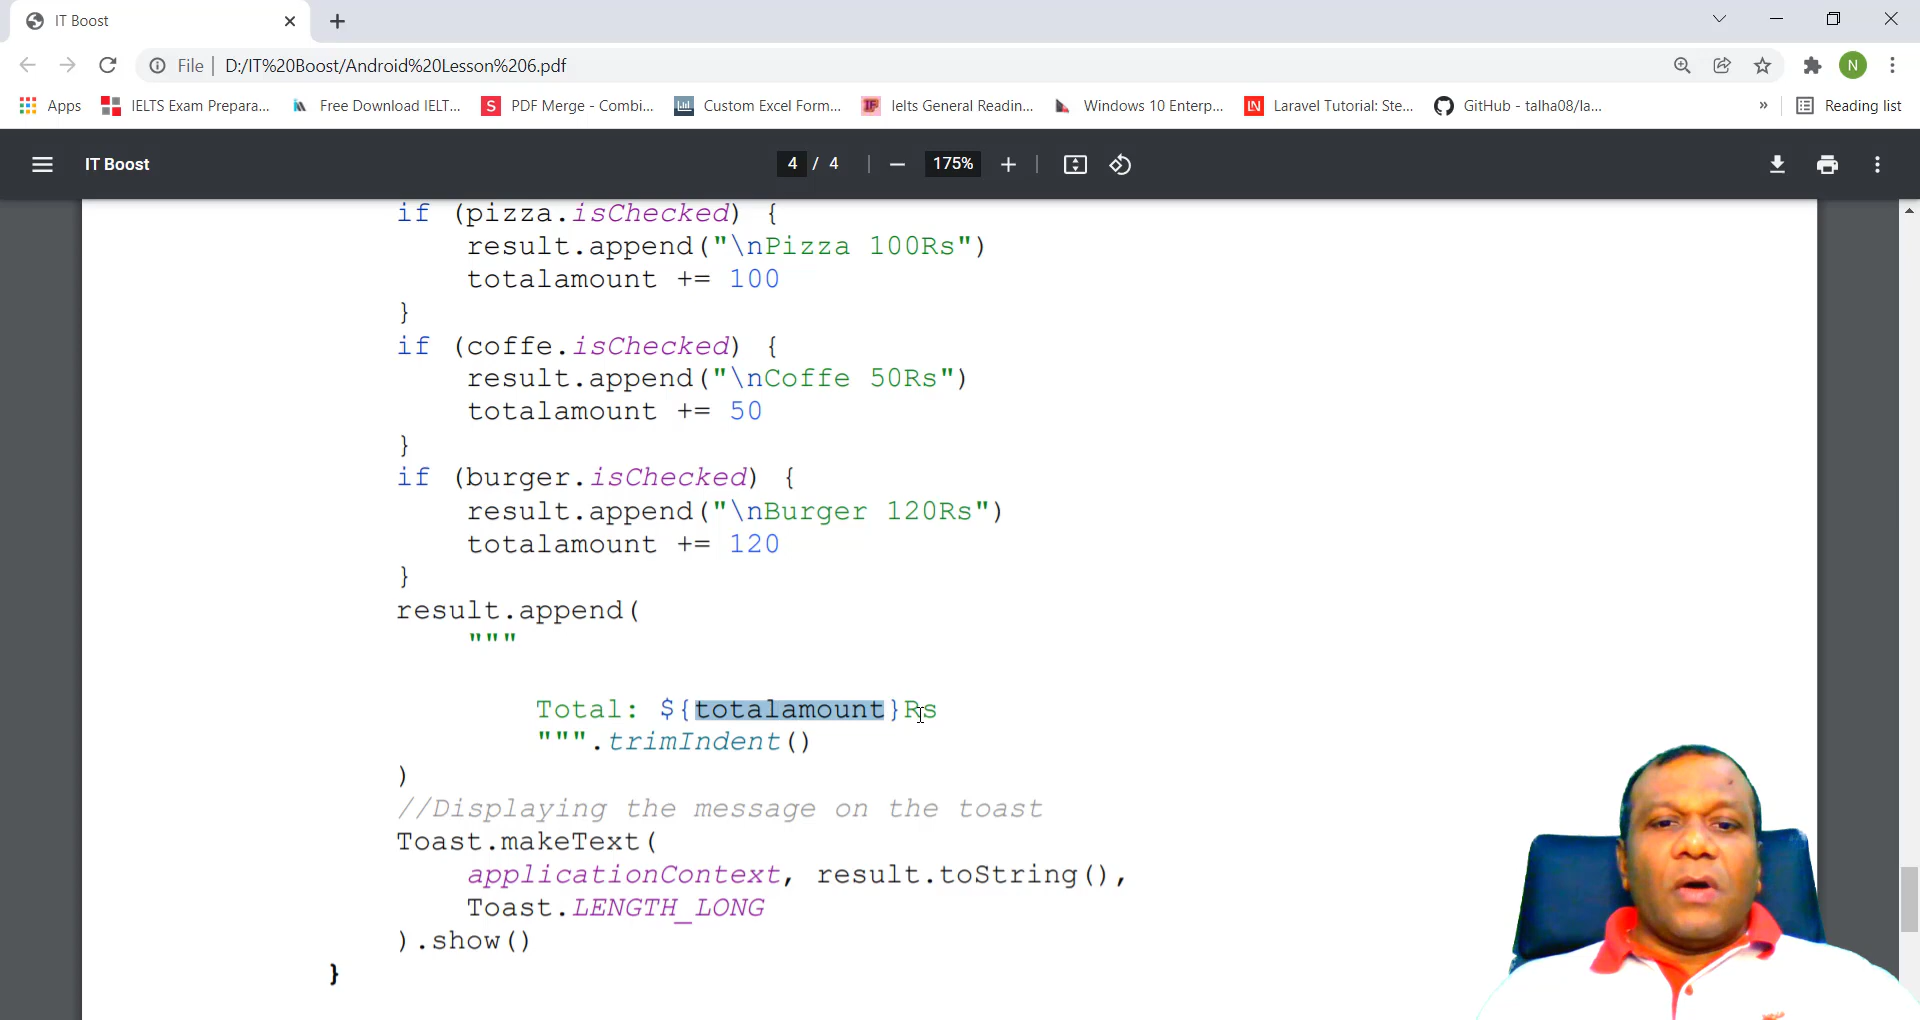 IT Boost
File
D:/IT%20Boost/Android%20Lesson%206.pdf
N
Apps
IELTS Exam Prepara...
Free Download IELT...
PDF Merge - Combi...
Custom Excel Form...
Ielts General Readin...
Windows 10 Enterp...
Laravel Tutorial: Ste...
GitHub - talha08/la...
»
Reading list
IT Boost
4 / 4
175%
if (pizza.isChecked) {
result.append("\nPizza 100Rs")
totalamount += 100
}
if (coffe.isChecked) {
result.append("\nCoffe 50Rs")
totalamount += 50
}
if (burger.isChecked) {
result.append("\nBurger 120Rs")
totalamount += 120
}
result.append(
"""
Total: ${totalamount}Rs
""".trimIndent()
)
//Displaying the message on the toast
Toast.makeText(
applicationContext, result.toString(),
Toast.LENGTH_LONG
).show()
}